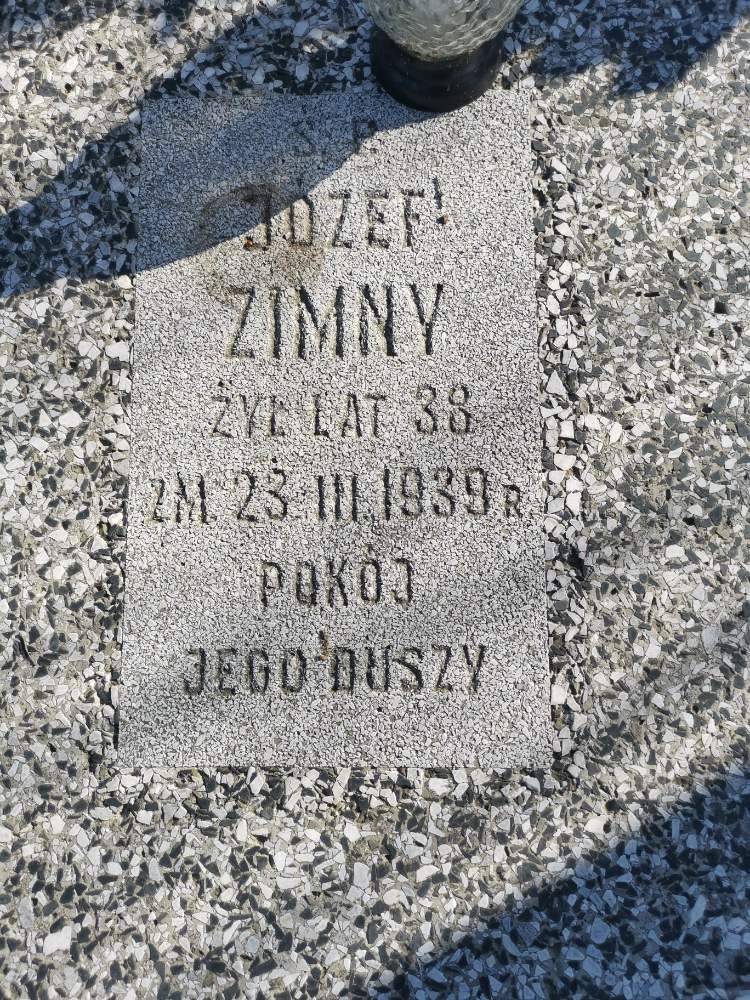 Ś P
JÓZEF
ZIMNY
ŻYŁ LAT 38
ZM. 23.III.1939 R
POKÓJ
JEGO DUSZY